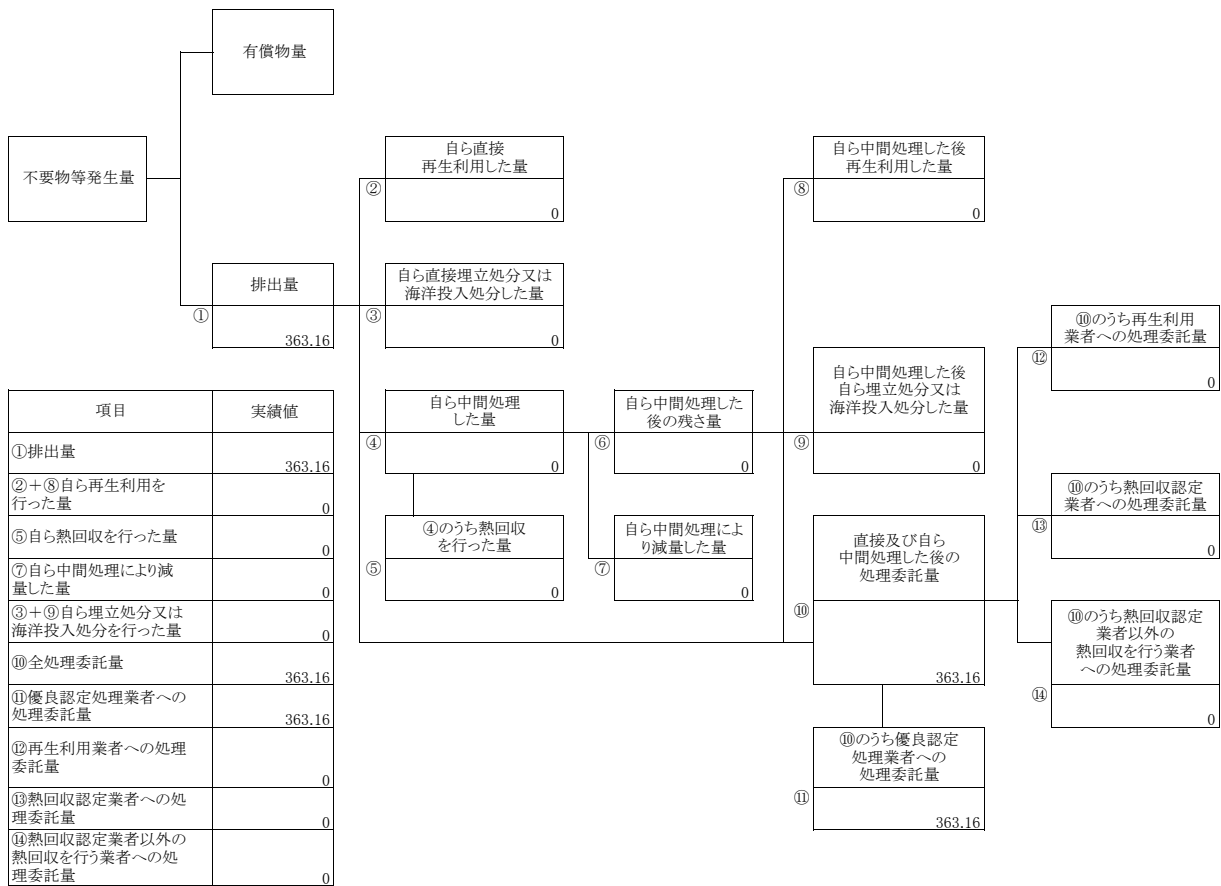 有償物量
不要物等発生量
自ら直接
再生利用した量
②
0
自ら中間処理した後
再生利用した量
⑧
0
排出量
①
363.16
自ら直接埋立処分又は
海洋投入処分した量
③
0
⑩のうち再生利用
業者への処理委託量
⑫
0
自ら中間処理
した量
④
0
自ら中間処理した
後の残さ量
⑥
0
自ら中間処理した後
自ら埋立処分又は
海洋投入処分した量
⑨
0
④のうち熱回収
を行った量
⑤
0
自ら中間処理によ
り減量した量
⑦
0
直接及び自ら
中間処理した後の
処理委託量
⑩
363.16
⑩のうち熱回収認定
業者への処理委託量
⑬
0
⑩のうち熱回収認定
業者以外の
熱回収を行う業者
への処理委託量
⑭
0
⑩のうち優良認定
処理業者への
処理委託量
⑪
363.16
項目 実績値
①排出量
363.16
②＋⑧自ら再生利用を
行った量
0
⑤自ら熱回収を行った量
0
⑦自ら中間処理により減
量した量
0
③＋⑨自ら埋立処分又は
海洋投入処分を行った量
0
⑩全処理委託量
363.16
⑪優良認定処理業者への
処理委託量
363.16
⑫再生利用業者への処理
委託量
0
⑬熱回収認定業者への処
理委託量
0
⑭熱回収認定業者以外の
熱回収を行う業者への処
理委託量
0